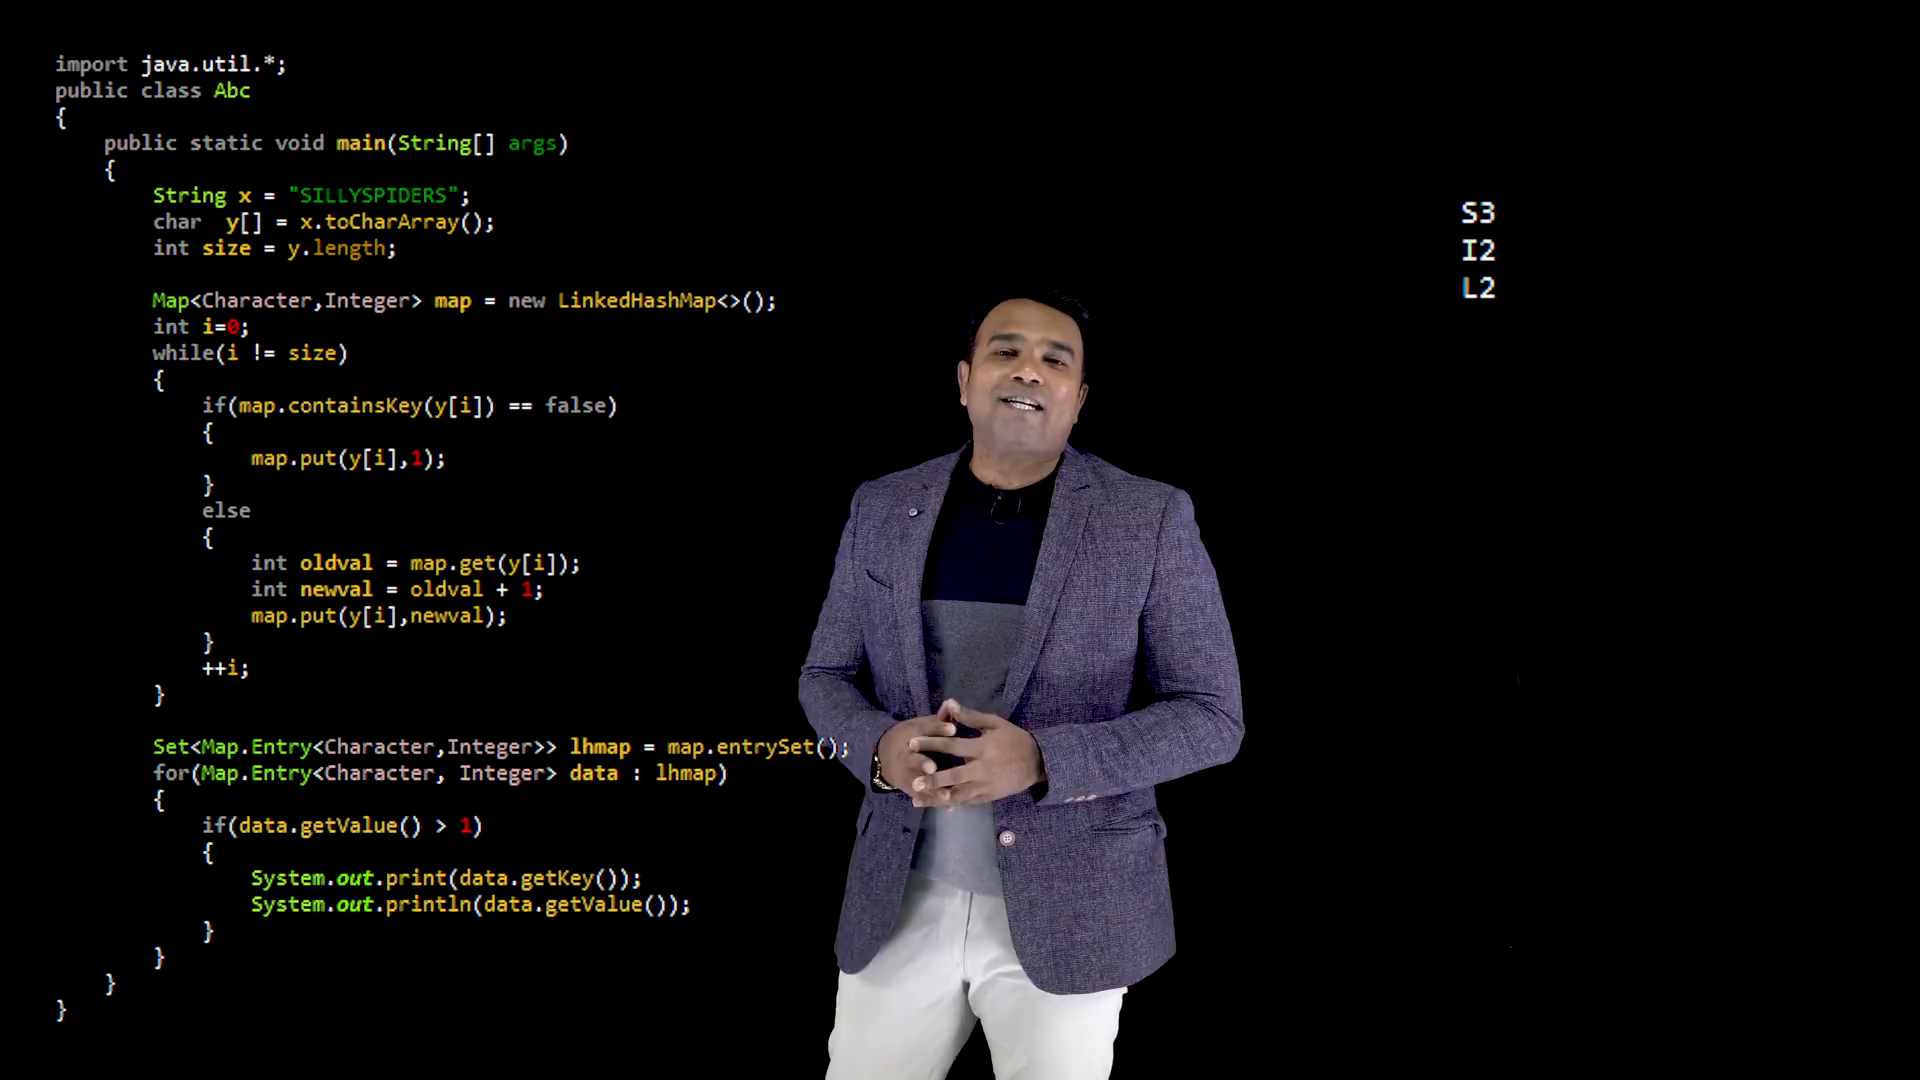 import java.util.*;
public class Abc
{
    public static void main(String[] args)
    {
        String x = "SILLYSPIDERS";
        char  y[] = x.toCharArray();
        int size = y.length;

        Map<Character,Integer> map = new LinkedHashMap<>();
        int i=0;
        while(i != size)
        {
            if(map.containsKey(y[i]) == false)
            {
                map.put(y[i],1);
            }
            else
            {
                int oldval = map.get(y[i]);
                int newval = oldval + 1;
                map.put(y[i],newval);
            }
            ++i;
        }

        Set<Map.Entry<Character,Integer>> lhmap = map.entrySet();
        for(Map.Entry<Character, Integer> data : lhmap)
        {
            if(data.getValue() > 1)
            {
                System.out.print(data.getKey());
                System.out.println(data.getValue());
            }
        }
    }
}
S3
I2
L2